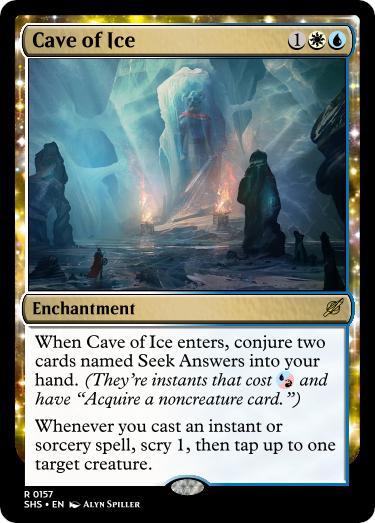 Cave of Ice 1
Enchantment
When Cave of Ice enters, conjure two
cards named Seek Answers into your
hand. (They're instants that cost and
have "Acquire a noncreature card.")
Whenever you cast an instant or
sorcery spell, scry 1, then tap up to one
target creature.
R 0157
SHS • EN Alyn Spiller